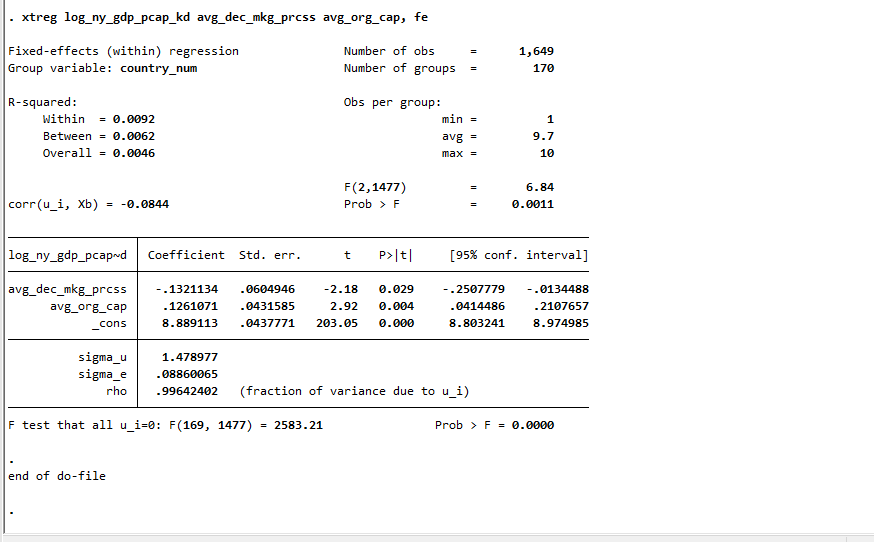 . xtreg log_ny_gdp_pcap_kd avg_dec_mkg_prcss avg_org_cap, fe
Fixed-effects (within) regression Number of obs = 1,649
Group variable: country_num Number of groups = 170
R-squared: Obs per group:
Within = 0.0092 min = 1
Between = 0.0062 avg = 9.7
Overall = 0.0046 max = 10
F(2,1477) = 6.84
corr(u_i, Xb) = -0.0844 Prob > F = 0.0011
log_ny_gdp_pcap~d Coefficient Std. err. t P>|t| [95% conf. interval]
avg_dec_mkg_prcss -.1321134 .0604946 -2.18 0.029 -.2507779 -.0134488
avg_org_cap .1261071 .0431585 2.92 0.004 .0414486 .2107657
_cons 8.889113 .0437771 203.05 0.000 8.803241 8.974985
sigma_u 1.478977
sigma_e .08860065
rho .99642402 (fraction of variance due to u_i)
F test that all u_i=0: F(169, 1477) = 2583.21 Prob > F = 0.0000
.
end of do-file
.